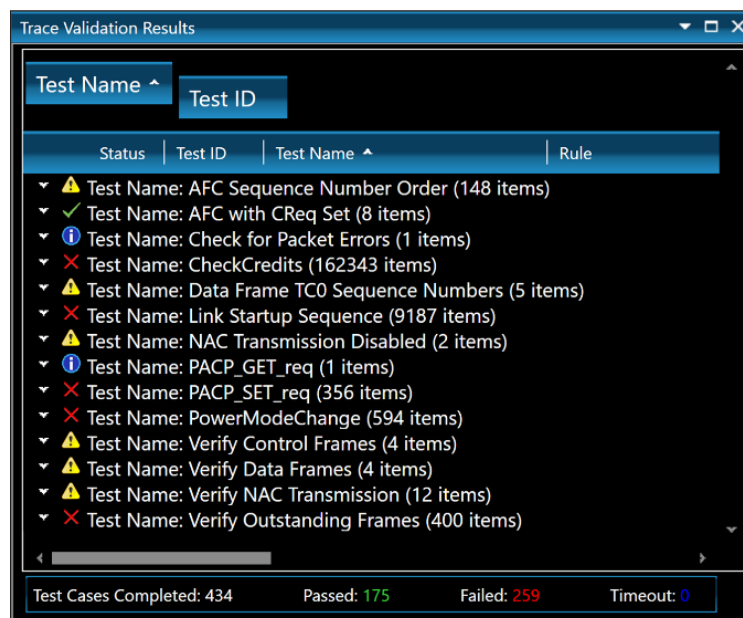 Trace Validation Results
Test Name
Test ID
Status Test ID Test Name Rule
Test Name: AFC Sequence Number Order (148 items)
Test Name: AFC with CReq Set (8 items)
Test Name: Check for Packet Errors (1 items)
Test Name: CheckCredits (162343 items)
Test Name: Data Frame TC0 Sequence Numbers (5 items)
Test Name: Link Startup Sequence (9187 items)
Test Name: NAC Transmission Disabled (2 items)
Test Name: PACP_GET_req (1 items)
Test Name: PACP_SET_req (356 items)
Test Name: PowerModeChange (594 items)
Test Name: Verify Control Frames (4 items)
Test Name: Verify Data Frames (4 items)
Test Name: Verify NAC Transmission (12 items)
Test Name: Verify Outstanding Frames (400 items)
Test Cases Completed: 434 Passed: 175 Failed: 259 Timeout: 0